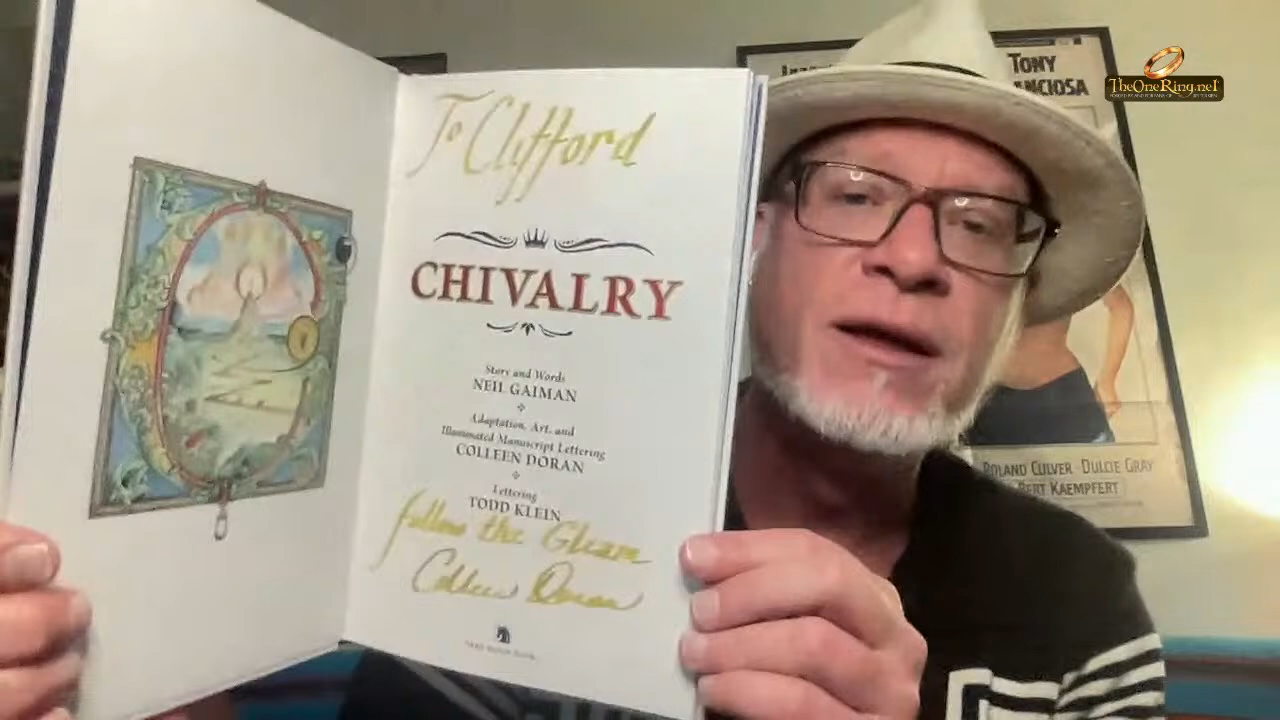 To Clifford
CHIVALRY
Story and Words
NEIL GAIMAN
Adaptation, Art, and
Illuminated Manuscript Lettering
COLLEEN DORAN
Lettering
TODD KLEIN
follow the Gleam
Colleen Doran
TONY
ANCIOSA
TheOneRing.net
ROLAND CULVER · DULCIE GRAY
BERT KAEMPFERT